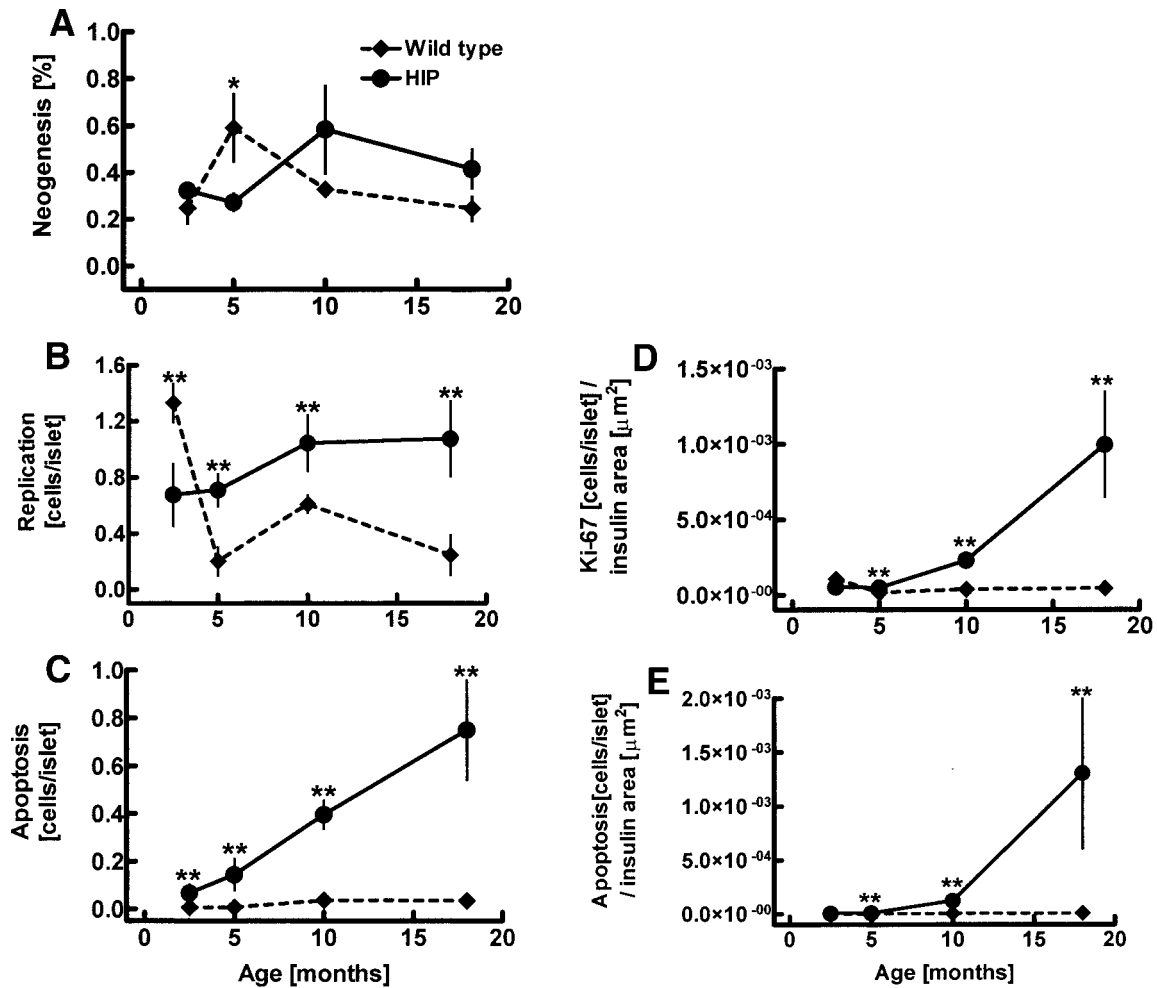 A
1.0
0.8
0.6
0.4
0.2
0.0
Neogenesis [%]
Wild type
HIP
*
0 5 10 15 20
B
1.6
1.2
0.8
0.4
0.0
Replication
[cells/islet]
** ** ** **
0 5 10 15 20
C
1.0
0.8
0.6
0.4
0.2
0.0
Apoptosis
[cells/islet]
** ** ** **
0 5 10 15 20
Age [months]
D
1.5×10-03
1.0×10-03
5.0×10-04
0.0×10-00
Ki-67 [cells/islet] /
insulin area [μm2]
** ** **
0 5 10 15 20
E
2.0×10-03
1.5×10-03
1.0×10-03
5.0×10-04
0.0×10-00
Apoptosis[cells/islet]
/ insulin area [μm2]
** ** **
0 5 10 15 20
Age [months]